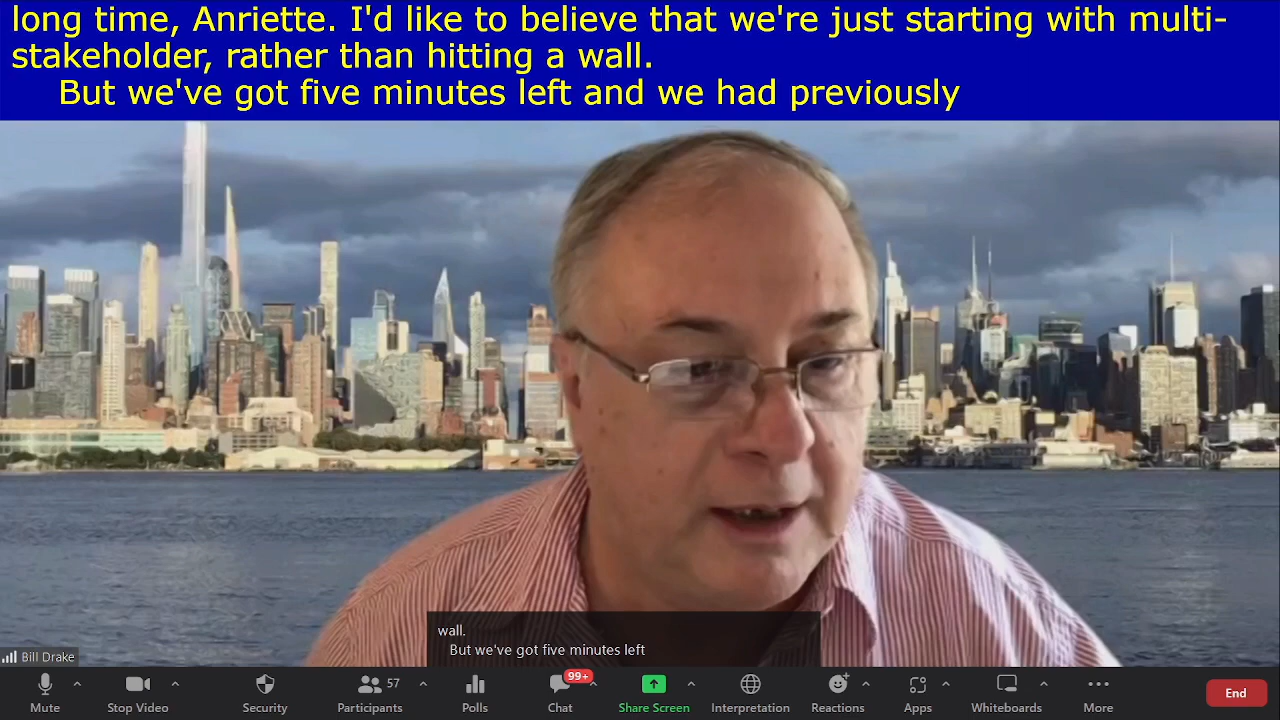 long time, Anriette. I'd like to believe that we're just starting with multi-
stakeholder, rather than hitting a wall.
But we've got five minutes left and we had previously
wall.
But we've got five minutes left
Bill Drake
57
99+
Mute
Stop Video
Security
Participants
Polls
Chat
Share Screen
Interpretation
Reactions
Apps
Whiteboards
More
End